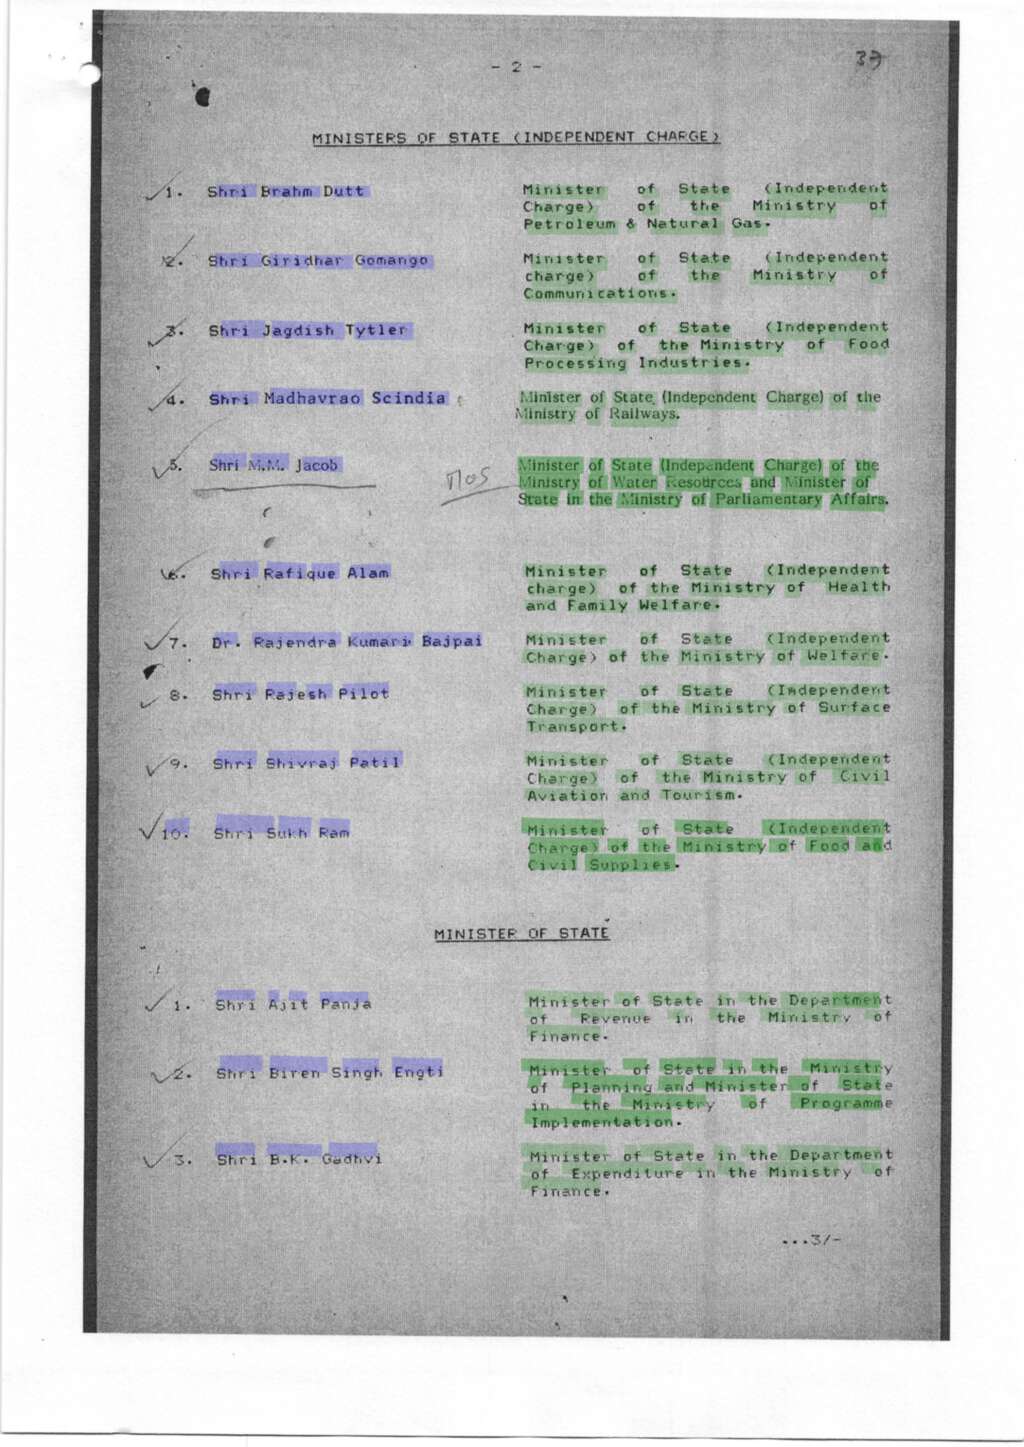 - 2 -
MINISTERS OF STATE (INDEPENDENT CHARGE)
1. Shri Brahm Dutt Minister of State (Independent
Charge) of the Ministry of
Petroleum & Natural Gas.
2. Shri Giridhar Gomango Minister of State (Independent
charge) of the Ministry of
Communications.
3. Shri Jagdish Tytler Minister of State (Independent
Charge) of the Ministry of Food
Processing Industries.
4. Shri Madhavrao Scindia Minister of State (Independent Charge) of the
Ministry of Railways.
5. Shri M.M. Jacob MOS Minister of State (Independent Charge) of the
Ministry of Water Resources and Minister of
State in the Ministry of Parliamentary Affairs.
6. Shri Rafique Alam Minister of State (Independent
charge) of the Ministry of Health
and Family Welfare.
7. Dr. Rajendra Kumari Bajpai Minister of State (Independent
Charge) of the Ministry of Welfare.
8. Shri Rajesh Pilot Minister of State (Independent
Charge) of the Ministry of Surface
Transport.
9. Shri Shivraj Patil Minister of State (Independent
Charge) of the Ministry of Civil
Aviation and Tourism.
10. Shri Sukh Ram Minister of State (Independent
Charge) of the Ministry of Food and
Civil Supplies.
MINISTER OF STATE
1. Shri Ajit Panja Minister of State in the Department
of Revenue in the Ministry of
Finance.
2. Shri Biren Singh Engti Minister of State in the Ministry
of Planning and Minister of State
in the Ministry of Programme
Implementation.
3. Shri B.K. Gadhvi Minister of State in the Department
of Expenditure in the Ministry of
Finance.
...3/-